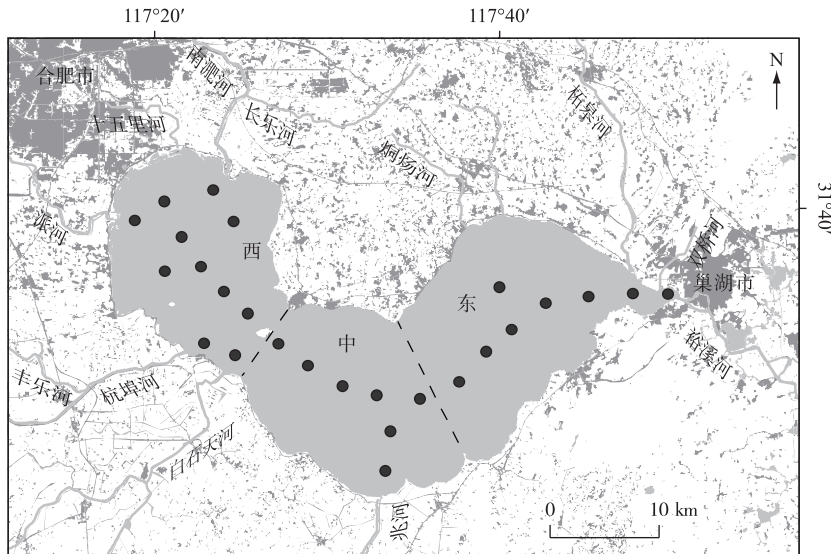 117°20′
117°40′
合肥市
南淝河
N
十五里河
长乐河
柘皋河
烔炀河
31°40′
派河
西
双桥河
东
巢湖市
中
裕溪河
丰乐河
杭埠河
白石天河
兆河
0
10 km